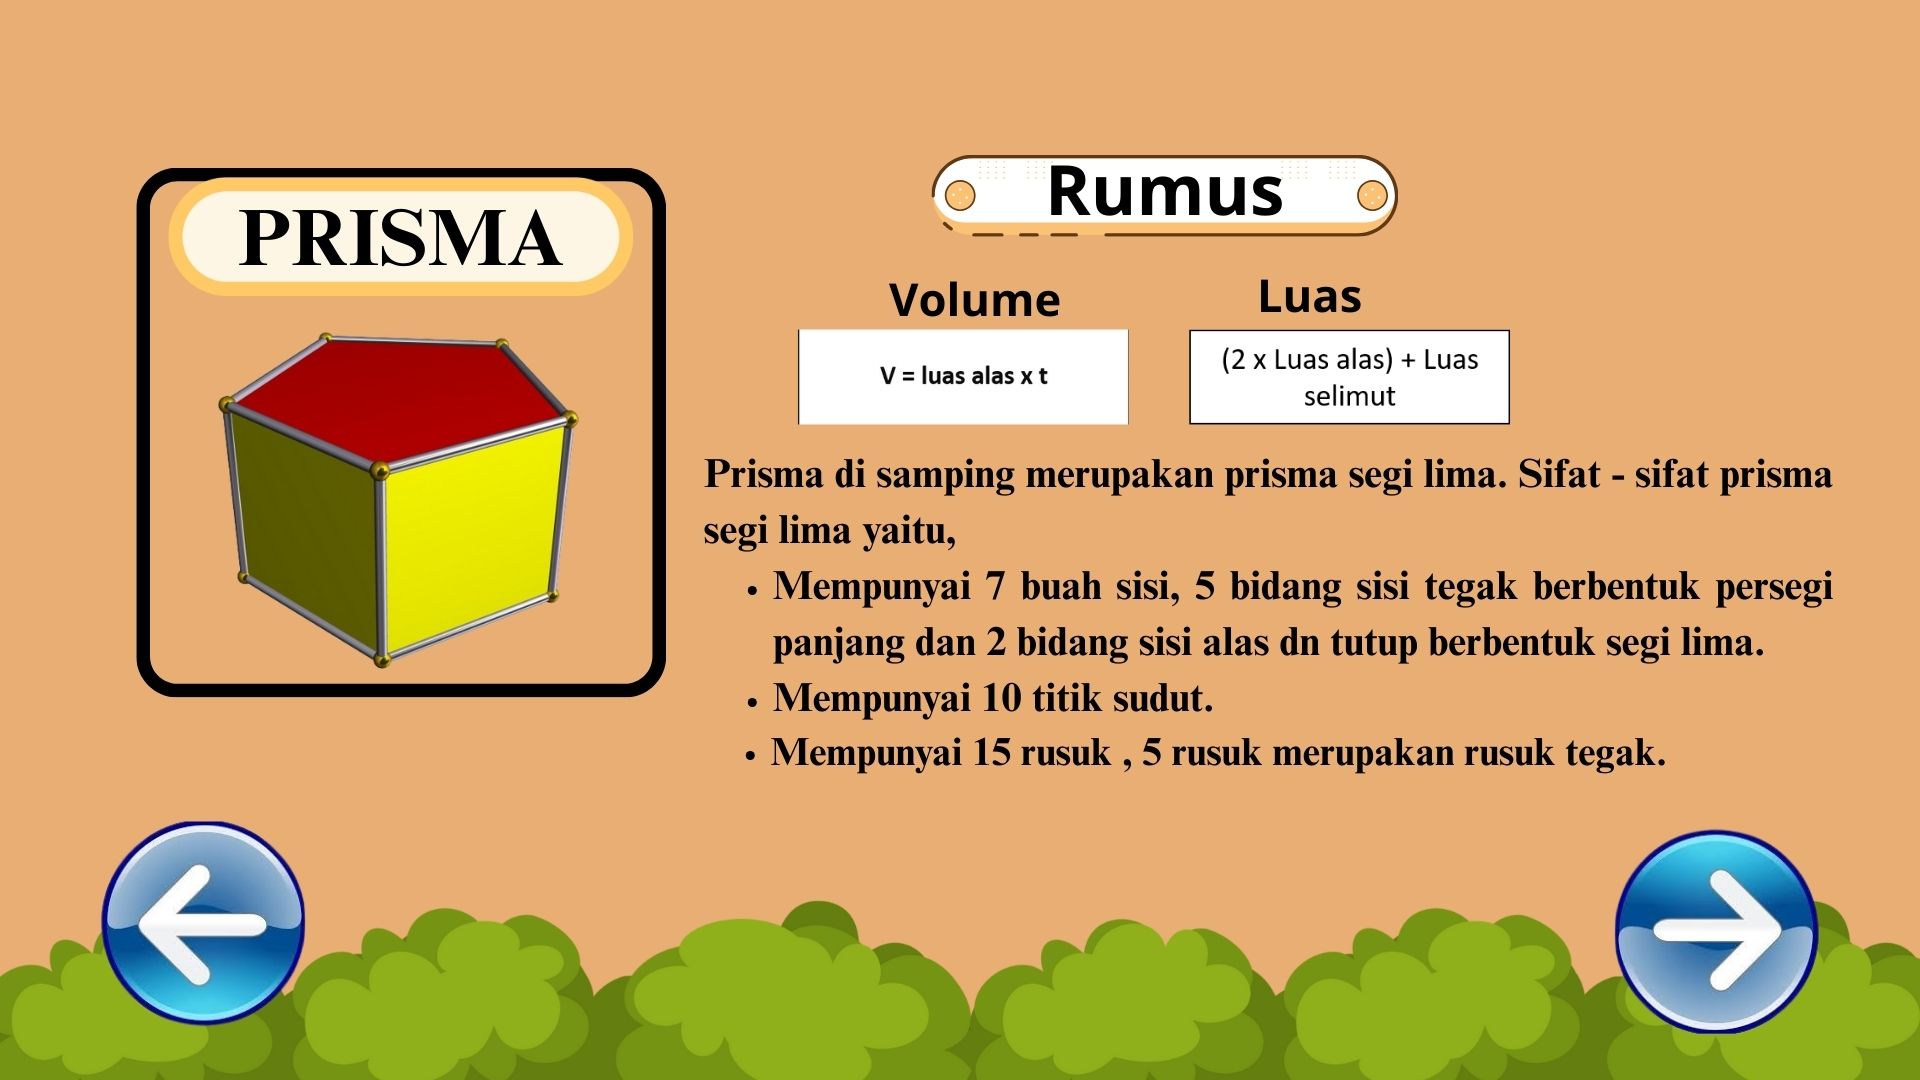 PRISMA
Rumus
Volume
Luas
V = luas alas x t
(2 x Luas alas) + Luas
selimut
Prisma di samping merupakan prisma segi lima. Sifat - sifat prisma
segi lima yaitu,
• Mempunyai 7 buah sisi, 5 bidang sisi tegak berbentuk persegi
panjang dan 2 bidang sisi alas dn tutup berbentuk segi lima.
• Mempunyai 10 titik sudut.
• Mempunyai 15 rusuk , 5 rusuk merupakan rusuk tegak.